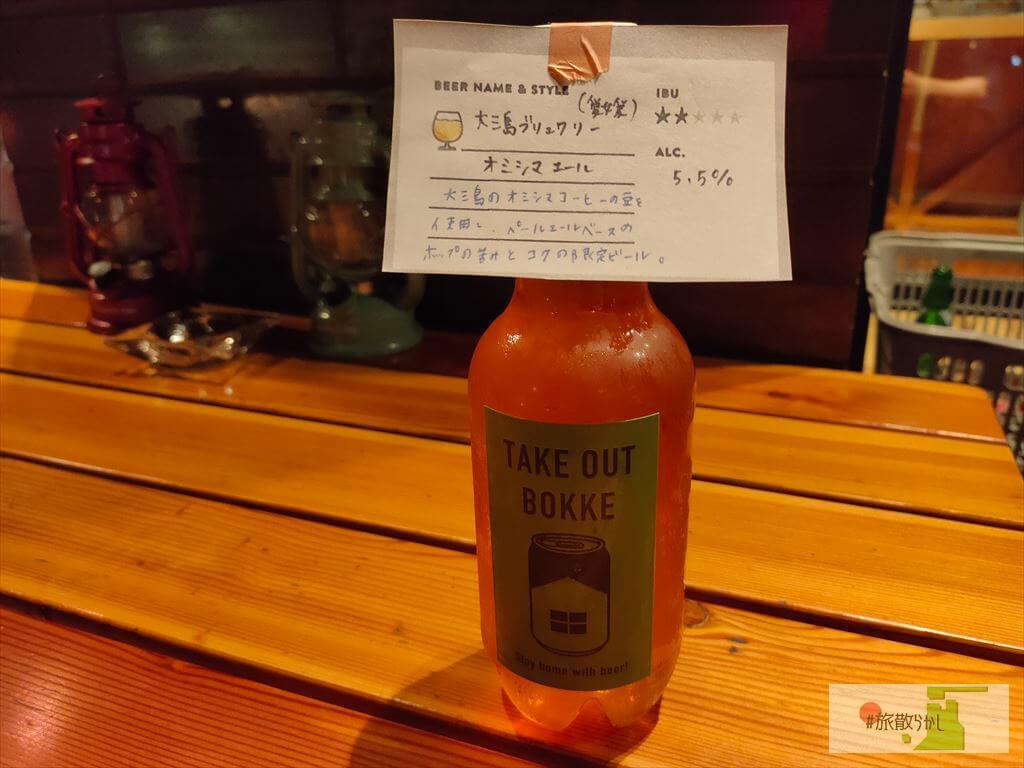 BEER NAME & STYLE
(愛媛)
大三島ブリュワリー
オミシマエール
大三島のオミシマコーヒーの豆を
使用し、ペールエールベースの
ホップの苦みとコクの限定ビール。
IBU
★★★★★
ALC.
5.5%
TAKE OUT
BOKKE
Stay home with beer!
#旅散らかし